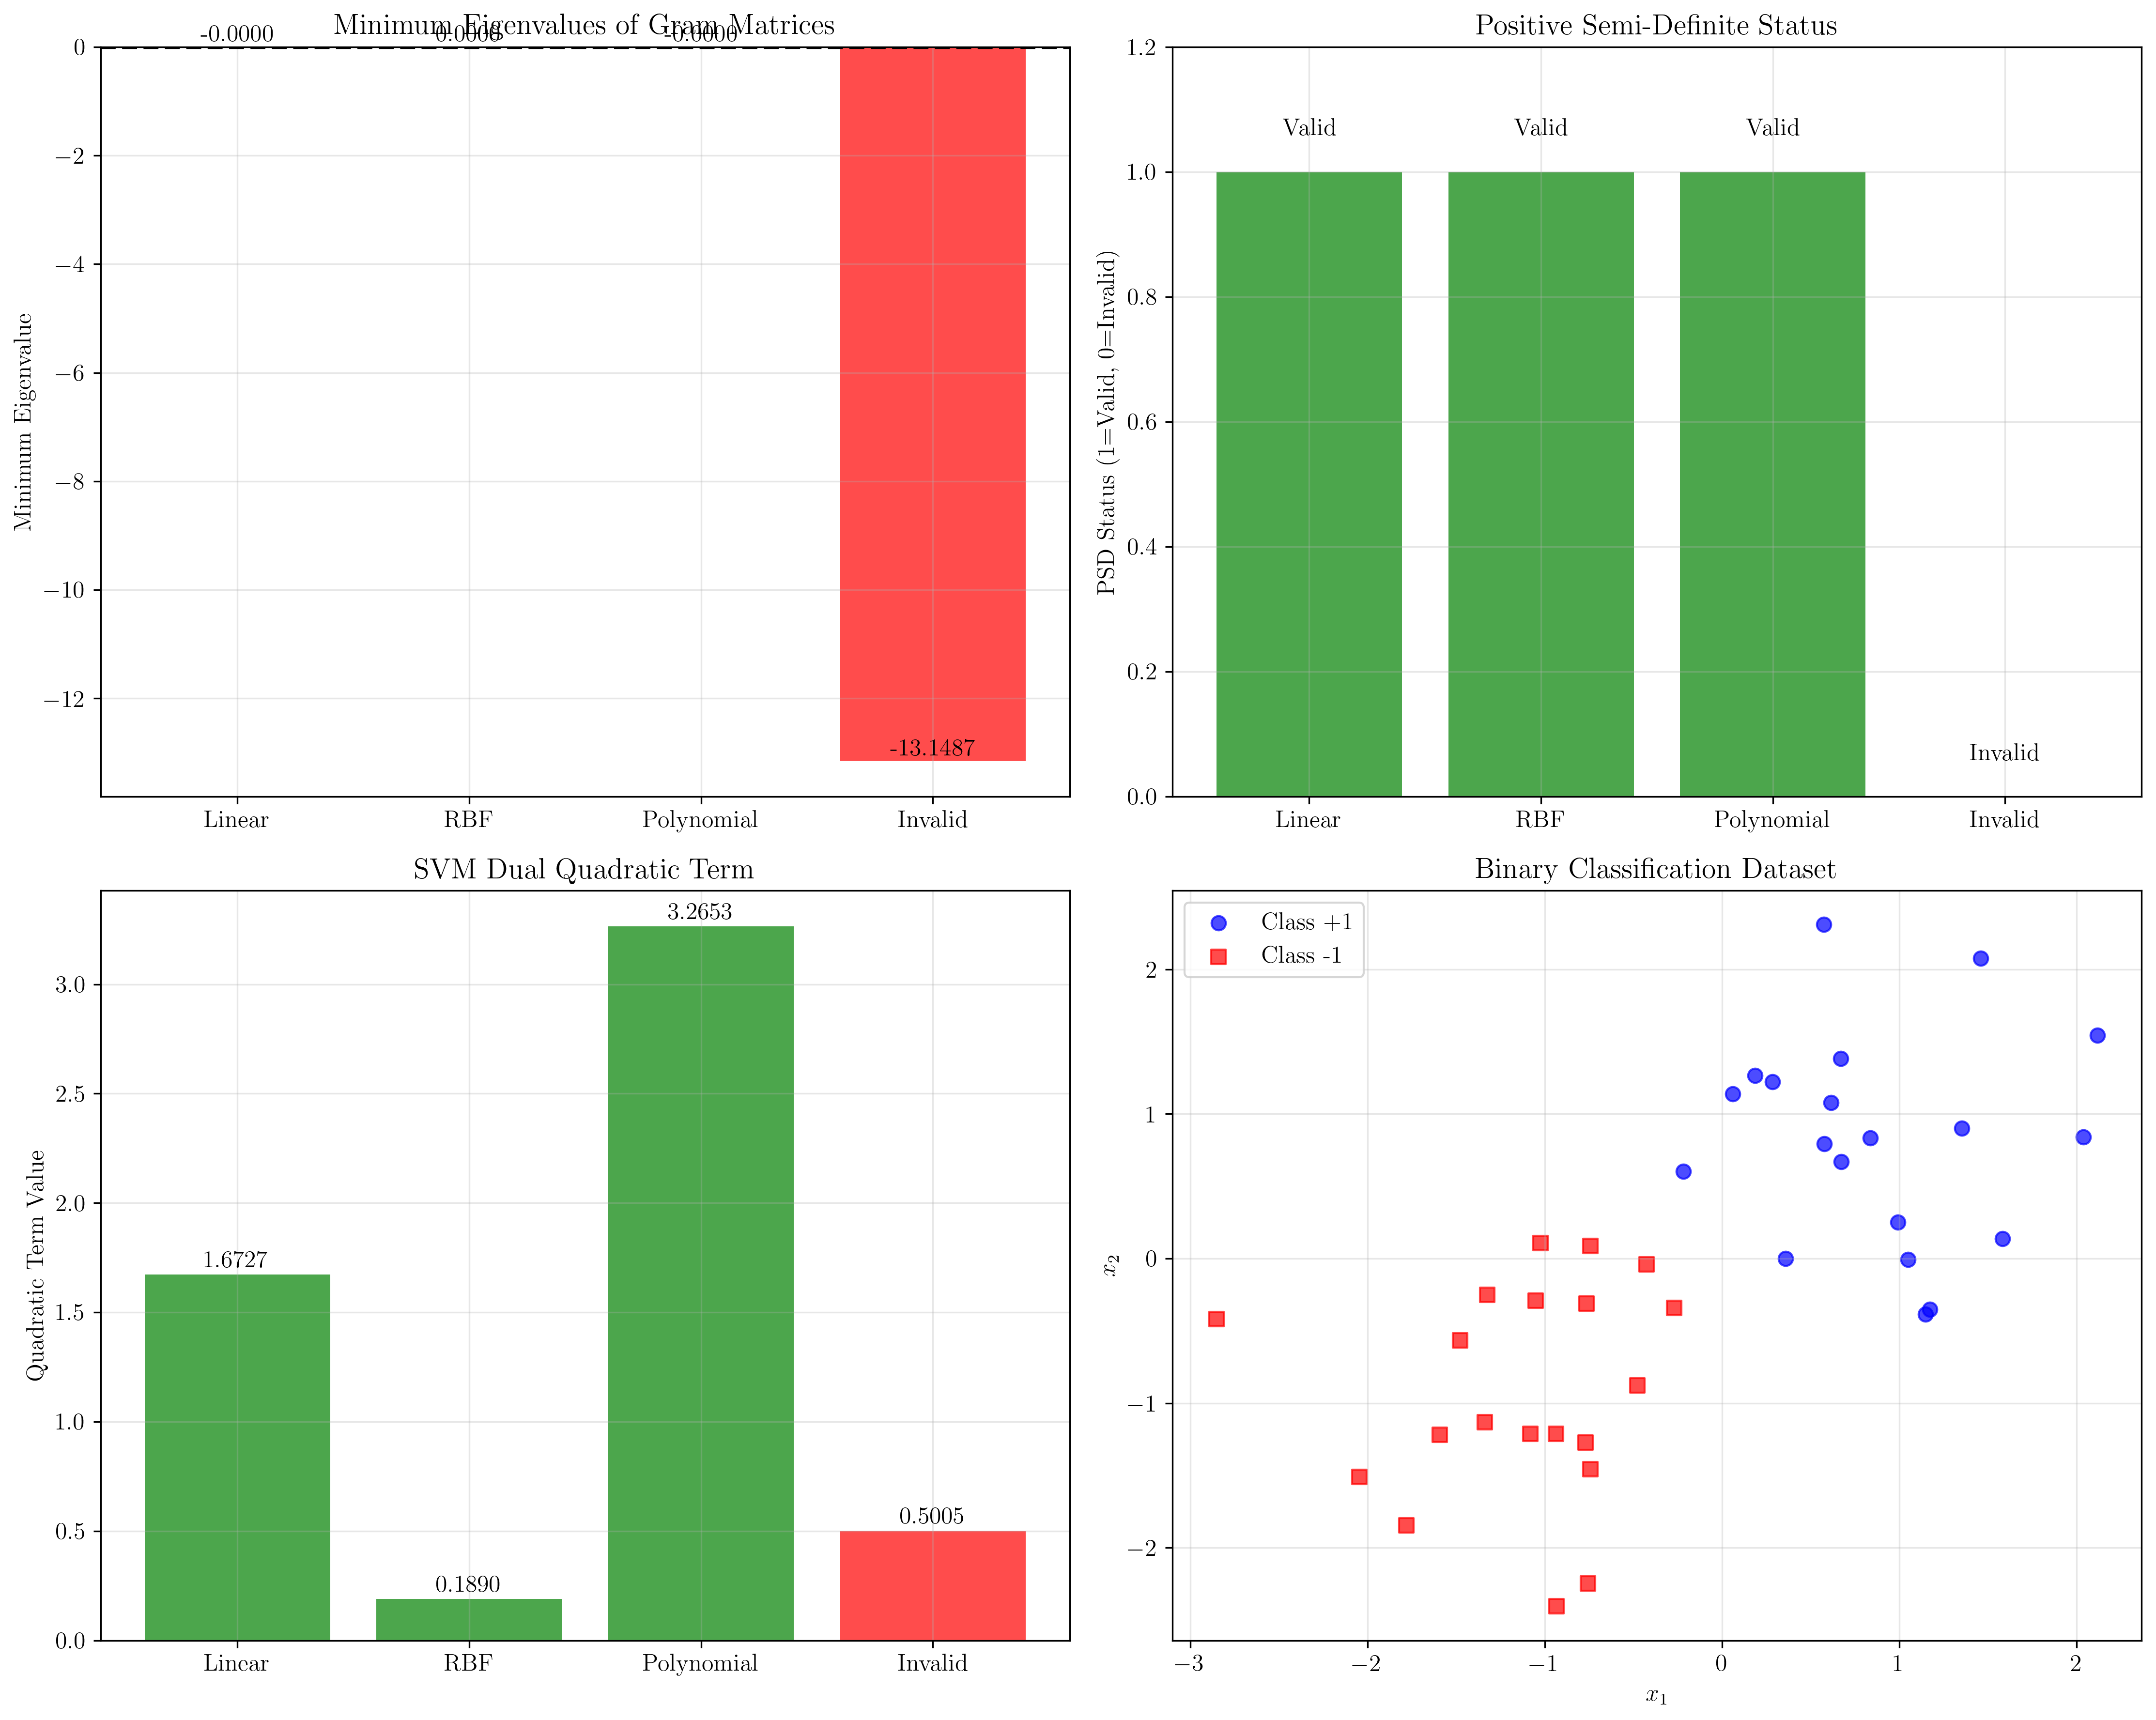 Minimum Eigenvalues of Gram Matrices
-0.0000
0.0000
-0.0000
0
−2
−4
−6
−8
−10
−12
Minimum Eigenvalue
-13.1487
Linear
RBF
Polynomial
Invalid
Positive Semi-Definite Status
1.2
1.0
0.8
0.6
0.4
0.2
0.0
PSD Status (1=Valid, 0=Invalid)
Valid
Valid
Valid
Invalid
Linear
RBF
Polynomial
Invalid
SVM Dual Quadratic Term
3.0
2.5
2.0
1.5
1.0
0.5
0.0
Quadratic Term Value
1.6727
0.1890
3.2653
0.5005
Linear
RBF
Polynomial
Invalid
Binary Classification Dataset
Class +1
Class -1
2
1
0
−1
−2
x₂
−3
−2
−1
0
1
2
x₁